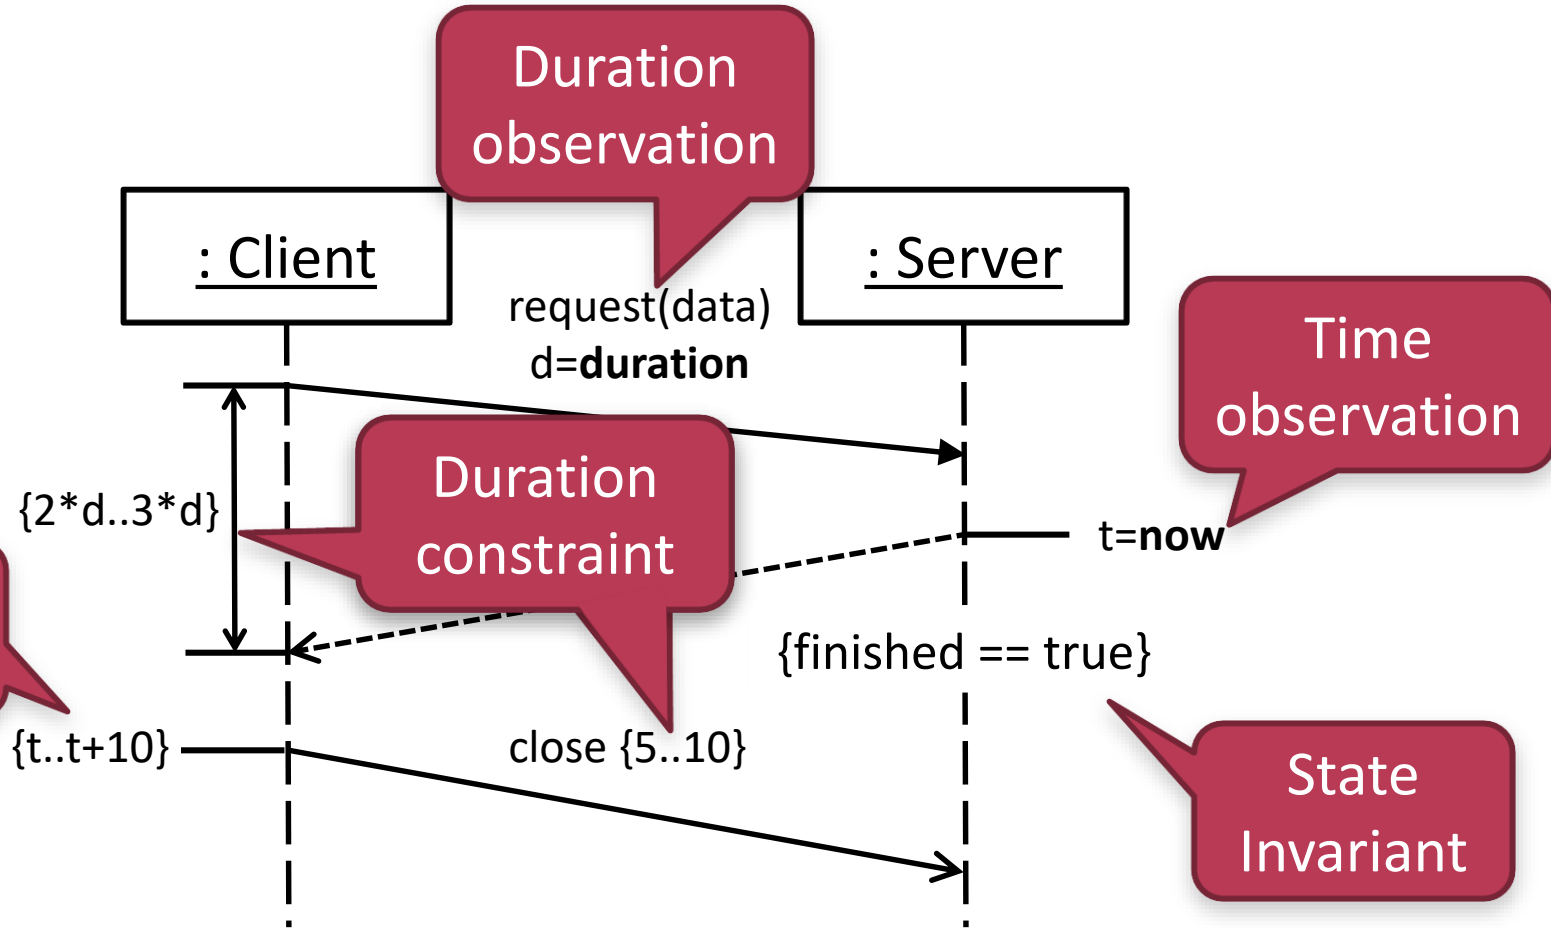 Duration
observation
: Client
: Server
request(data)
d=duration
Time
observation
Duration
constraint
{2*d..3*d}
t=now
{finished == true}
{t..t+10}
close {5..10}
State
Invariant